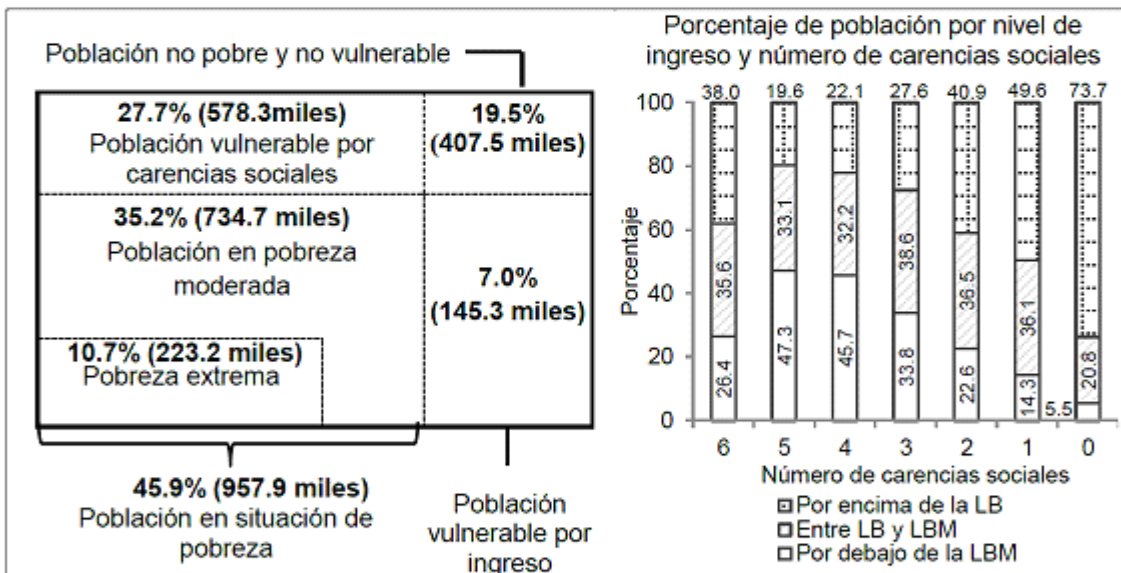 Población no pobre y no vulnerable
27.7% (578.3miles)
Población vulnerable por
carencias sociales
19.5%
(407.5 miles)
35.2% (734.7 miles)
Población en pobreza
moderada
7.0%
(145.3 miles)
10.7% (223.2 miles)
Pobreza extrema
45.9% (957.9 miles)
Población en situación de
pobreza
Población
vulnerable por
ingreso
Porcentaje de población por nivel de
ingreso y número de carencias sociales
38.0 19.6 22.1 27.6 40.9 49.6 73.7
100
80
60
40
20
0
Porcentaje
35.6 33.1 32.2 38.6 36.5 36.1 20.8
26.4 47.3 45.7 33.8 22.6 14.3 5.5
6 5 4 3 2 1 0
Número de carencias sociales
Por encima de la LB
Entre LB y LBM
Por debajo de la LBM